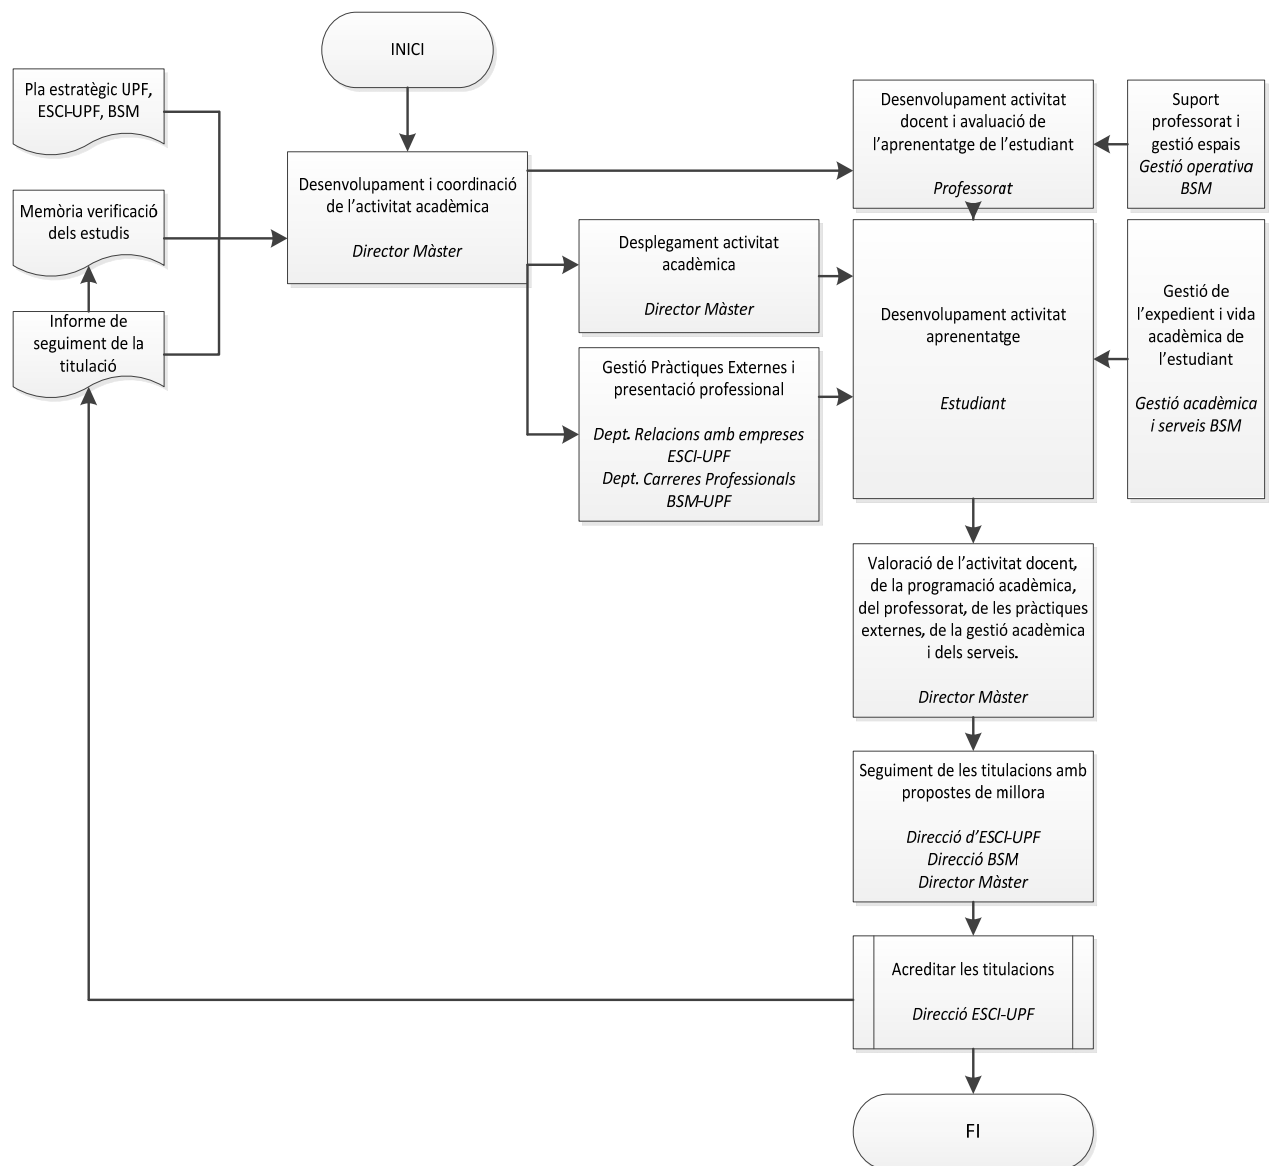 INICI
Pla estratègic UPF,
ESCI-UPF, BSM
Memòria verificació
dels estudis
Informe de
seguiment de la
titulació
Desenvolupament i coordinació
de l'activitat acadèmica
Director Màster
Desplegament activitat
acadèmica
Director Màster
Gestió Pràctiques Externes i
presentació professional
Dept. Relacions amb empreses
ESCI-UPF
Dept. Carreres Professionals
BSM-UPF
Desenvolupament activitat
docent i avaluació de
l'aprenentatge de l'estudiant
Professorat
Suport
professorat i
gestió espais
Gestió operativa
BSM
Desenvolupament activitat
aprenentatge
Estudiant
Gestió de
l'expedient i vida
acadèmica de
l'estudiant
Gestió acadèmica
i serveis BSM
Valoració de l'activitat docent,
de la programació acadèmica,
del professorat, de les pràctiques
externes, de la gestió acadèmica
i dels serveis.
Director Màster
Seguiment de les titulacions amb
propostes de millora
Direcció d'ESCI-UPF
Direcció BSM
Director Màster
Acreditar les titulacions
Direcció ESCI-UPF
FI